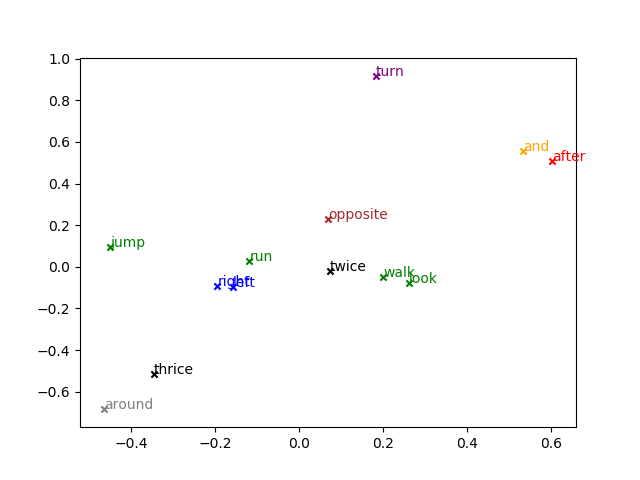 1.0
turn
0.8
0.6
and
after
0.4
opposite
0.2
jump
run
0.0
twice
walk
look
right
left
−0.2
−0.4
thrice
−0.6
around
−0.4
−0.2
0.0
0.2
0.4
0.6